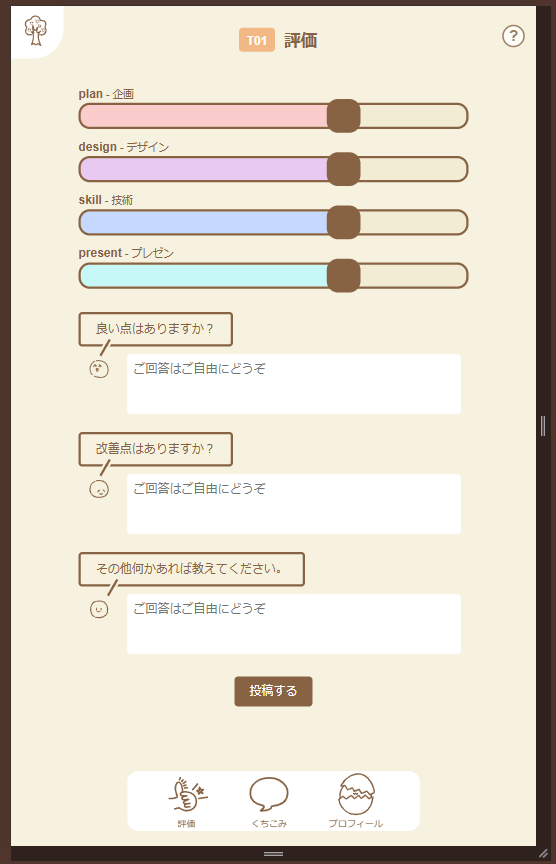 T01 評価
?
plan - 企画
design - デザイン
skill - 技術
present - プレゼン
良い点はありますか？
ご回答はご自由にどうぞ
改善点はありますか？
ご回答はご自由にどうぞ
その他何かあれば教えてください。
ご回答はご自由にどうぞ
投稿する
評価 くちこみ プロフィール